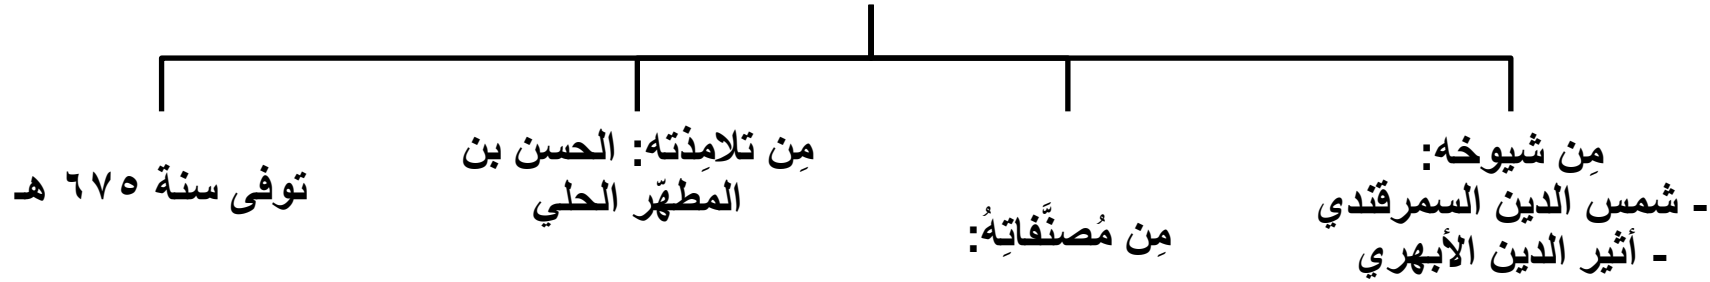 مِن شيوخه:
- شمس الدين السمرقندي
- أثير الدين الأبهري
مِن مُصنَّفاتِهُ:
مِن تلامِذته: الحسن بن
المطهّر الحلي
توفى سنة ٦٧٥ هـ